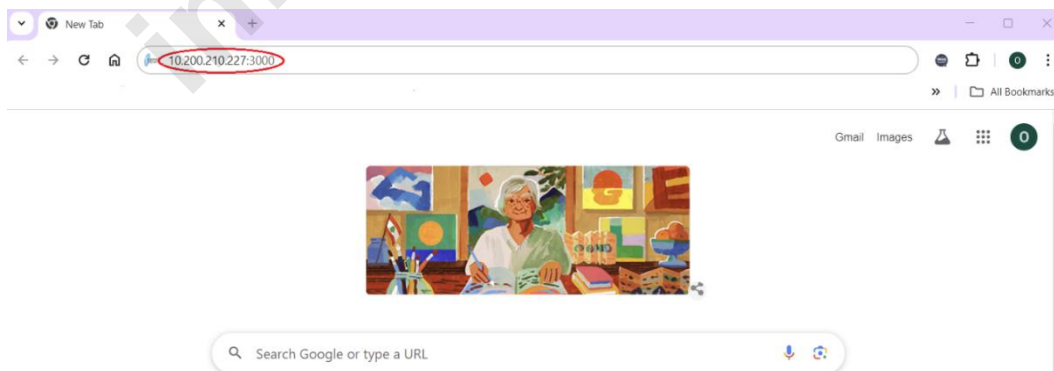 New Tab
10.200.210.227:3000
All Bookmarks
Gmail Images
Search Google or type a URL